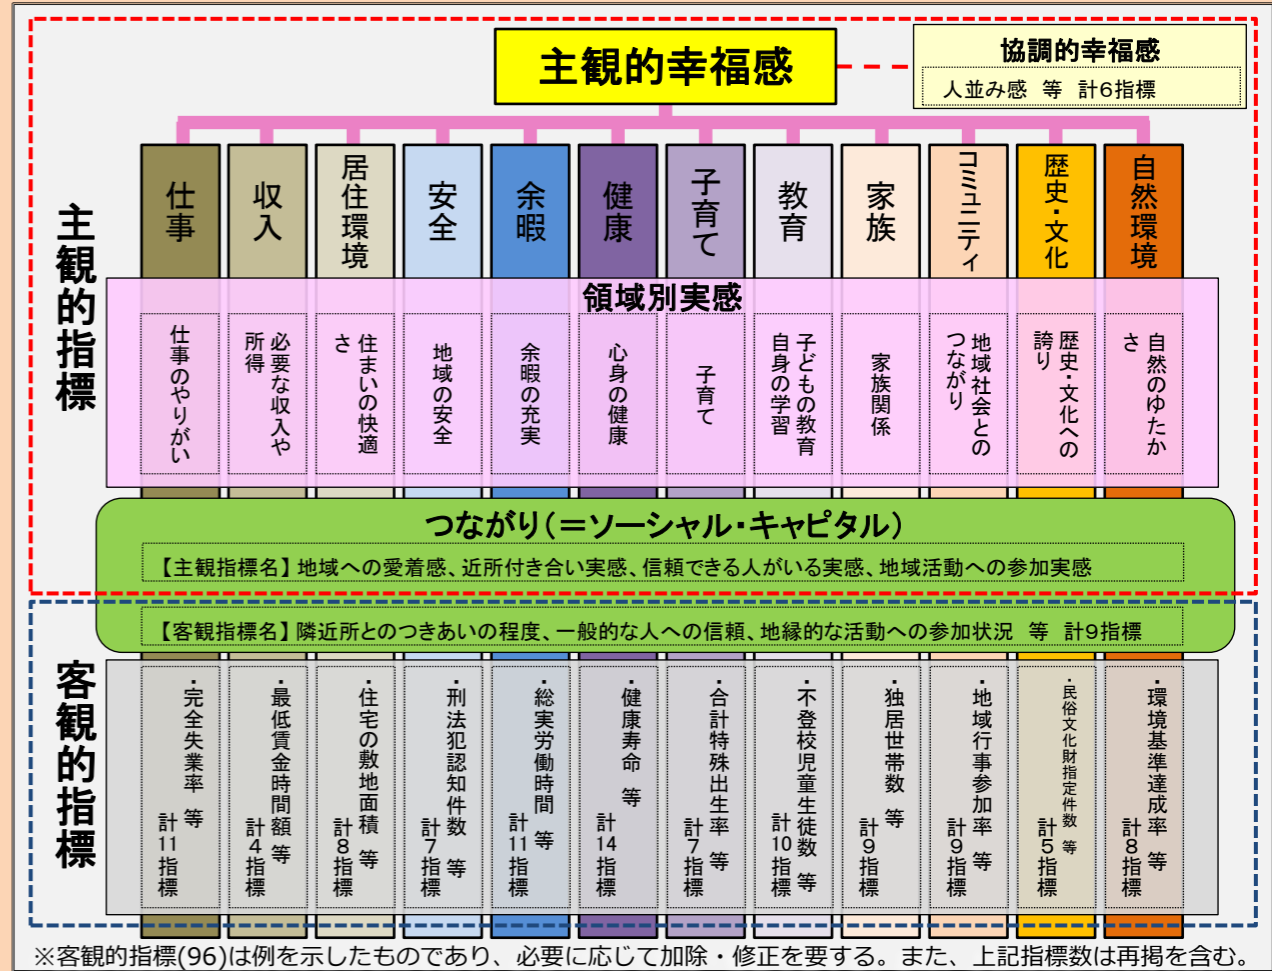 主観的幸福感
協調的幸福感
人並み感 等 計6指標
主観的指標
仕事
収入
居住環境
安全
余暇
健康
子育て
教育
家族
コミュニティ
歴史・文化
自然環境
領域別実感
仕事のやりがい
必要な収入や
所得
住まいの快適
さ
地域の安全
余暇の充実
心身の健康
子育て
子どもの教育
自身の学習
家族関係
地域社会との
つながり
歴史・文化への
誇り
自然のゆたか
さ
つながり(=ソーシャル・キャピタル)
【主観指標名】地域への愛着感、近所付き合い実感、信頼できる人がいる実感、地域活動への参加実感
【客観指標名】隣近所とのつきあいの程度、一般的な人への信頼、地縁的な活動への参加状況 等 計9指標
客観的指標
・完全失業率 等
計11指標
・最低賃金時間額 等
計4指標
・住宅の敷地面積 等
計8指標
・刑法犯認知件数 等
計7指標
・総実労働時間 等
計11指標
・健康寿命 等
計14指標
・合計特殊出生率 等
計7指標
・不登校児童生徒数 等
計10指標
・独居世帯数 等
計9指標
・地域行事参加率 等
計9指標
・民俗文化財指定件数 等
計5指標
・環境基準達成率 等
計8指標
※客観的指標(96)は例を示したものであり、必要に応じて加除・修正を要する。また、上記指標数は再掲を含む。